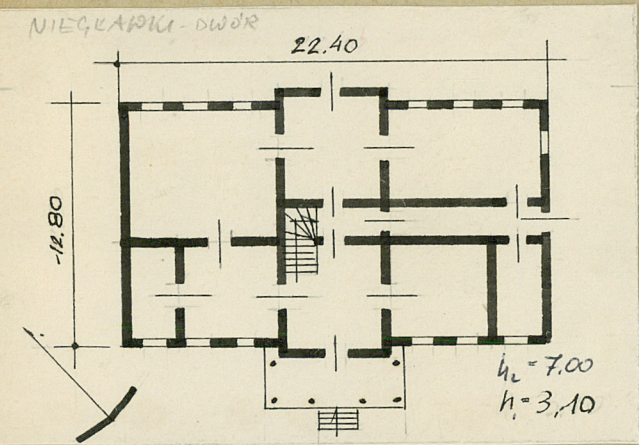 NIEGŁAWKI - DWÓR
22.40
12.80
h₂ = 7.00
h₁ = 3,10